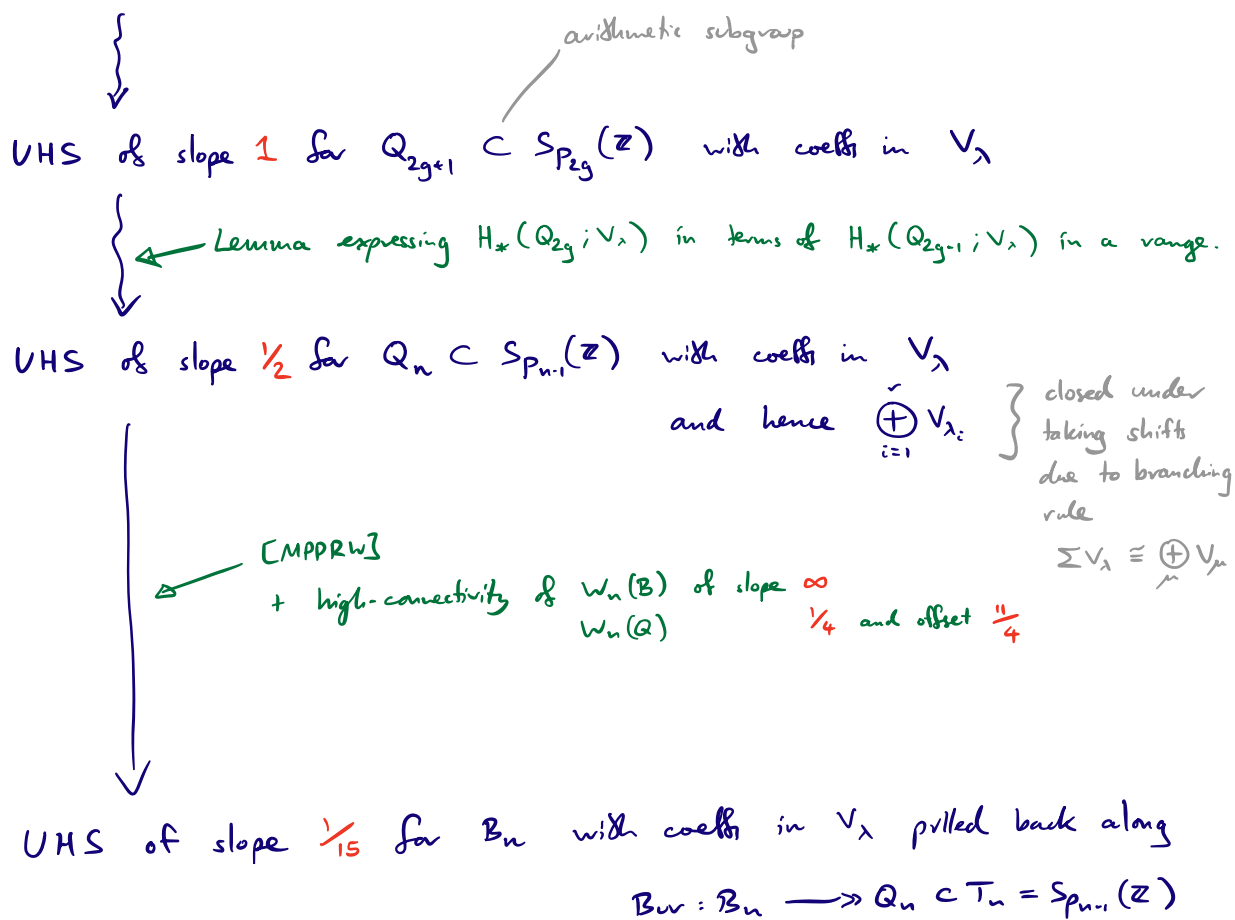 arithmetic subgroup
UHS of slope 1 for Q_{2g+1} ⊂ Sp_{2g}(ℤ) with coeffs in V_λ
Lemma expressing H_*(Q_{2g}; V_λ) in terms of H_*(Q_{2g-1}; V_λ) in a range.
UHS of slope 1/2 for Q_n ⊂ Sp_{n-1}(ℤ) with coeffs in V_λ
and hence ⊕_{i=1}^{r} V_{λ_i}
closed under
taking shifts
due to branching
rule
ΣV_λ ≅ ⊕_μ V_μ
[MPPRW]
+ high-connectivity of W_n(B) of slope ∞
W_n(Q) 1/4 and offset 11/4
UHS of slope 1/15 for B_n with coeffs in V_λ pulled back along
Bur : B_n ↠ Q_n ⊂ T_n = Sp_{n-1}(ℤ)